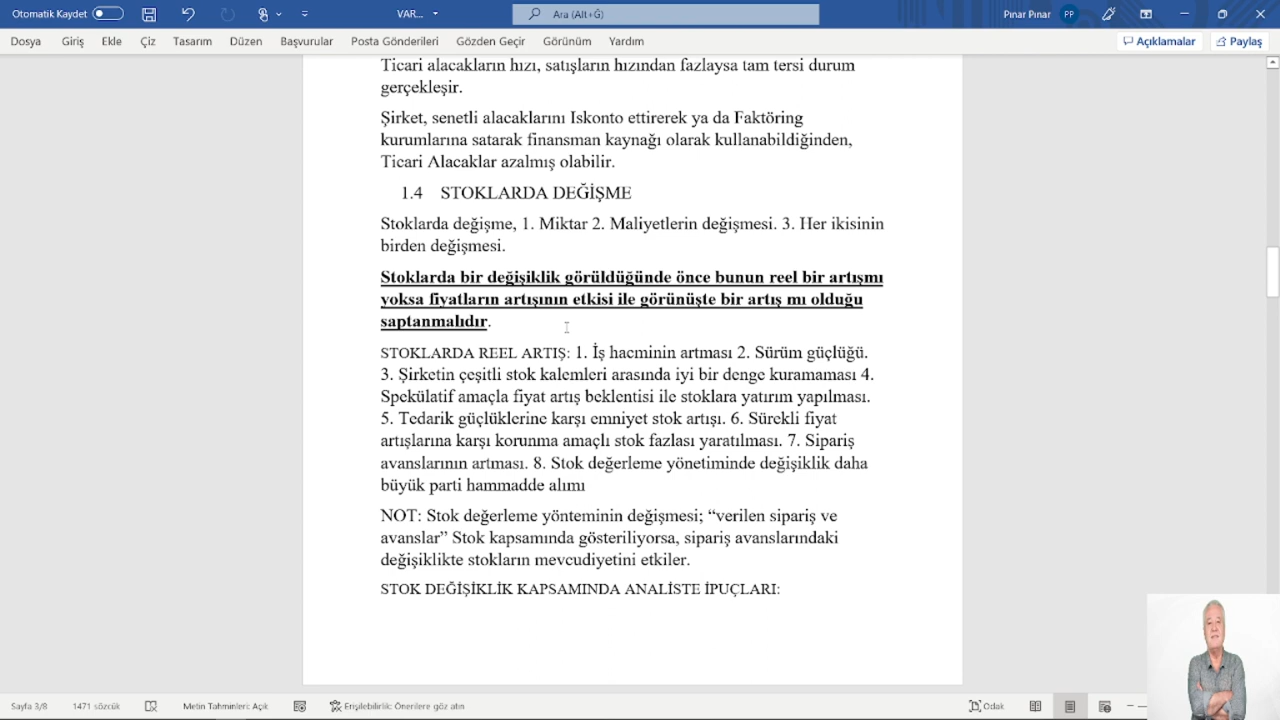 Otomatik Kaydet
VAR...
Ara (Alt+Ğ)
Pınar Pınar
PP
Dosya Giriş Ekle Çiz Tasarım Düzen Başvurular Posta Gönderileri Gözden Geçir Görünüm Yardım
Açıklamalar
Paylaş
Ticari alacakların hızı, satışların hızından fazlaysa tam tersi durum
gerçekleşir.
Şirket, senetli alacaklarını Iskonto ettirerek ya da Faktöring
kurumlarına satarak finansman kaynağı olarak kullanabildiğinden,
Ticari Alacaklar azalmış olabilir.
1.4 STOKLARDA DEĞİŞME
Stoklarda değişme, 1. Miktar 2. Maliyetlerin değişmesi. 3. Her ikisinin
birden değişmesi.
Stoklarda bir değişiklik görüldüğünde önce bunun reel bir artışmı
yoksa fiyatların artışının etkisi ile görünüşte bir artış mı olduğu
saptanmalıdır.
STOKLARDA REEL ARTIŞ: 1. İş hacminin artması 2. Sürüm güçlüğü.
3. Şirketin çeşitli stok kalemleri arasında iyi bir denge kuramaması 4.
Spekülatif amaçla fiyat artış beklentisi ile stoklara yatırım yapılması.
5. Tedarik güçlüklerine karşı emniyet stok artışı. 6. Sürekli fiyat
artışlarına karşı korunma amaçlı stok fazlası yaratılması. 7. Sipariş
avanslarının artması. 8. Stok değerleme yönetiminde değişiklik daha
büyük parti hammadde alımı
NOT: Stok değerleme yönteminin değişmesi; “verilen sipariş ve
avanslar” Stok kapsamında gösteriliyorsa, sipariş avanslarındaki
değişiklikte stokların mevcudiyetini etkiler.
STOK DEĞİŞİKLİK KAPSAMINDA ANALİSTE İPUÇLARI:
Sayfa 3/8
1471 sözcük
Metin Tahminleri: Açık
Erişilebilirlik: Önerilere göz atın
Odak